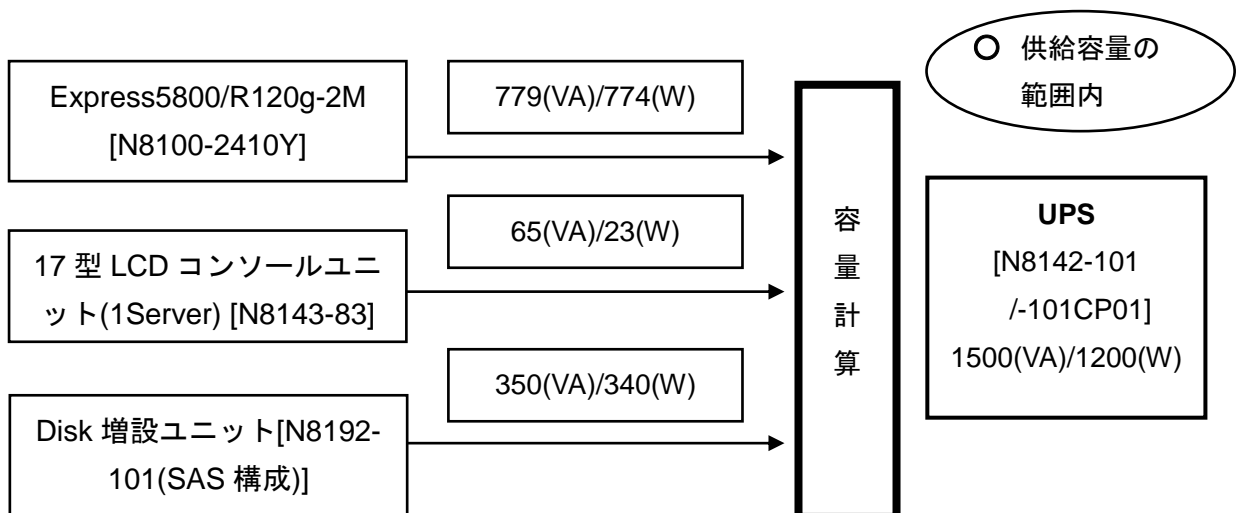 Express5800/R120g-2M
[N8100-2410Y]
779(VA)/774(W)
17 型 LCD コンソールユニ
ット(1Server) [N8143-83]
65(VA)/23(W)
Disk 増設ユニット[N8192-
101(SAS 構成)]
350(VA)/340(W)
容
量
計
算
○ 供給容量の
範囲内
UPS
[N8142-101
/-101CP01]
1500(VA)/1200(W)